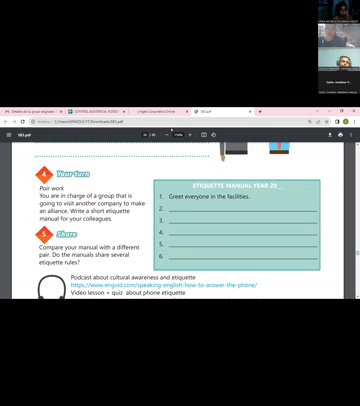 SB3.pdf
4 Your turn
Pair work
You are in charge of a group that is
going to visit another company to make
an alliance. Write a short etiquette
manual for your colleagues.
5 Share
Compare your manual with a different
pair. Do the manuals share several
etiquette rules?
ETIQUETTE MANUAL YEAR 20__
1. Greet everyone in the facilities.
2.
3.
4.
5.
6.
Podcast about cultural awareness and etiquette
https://www.engvid.com/speaking-english-how-to-answer-the-phone/
Video lesson + quiz about phone etiquette